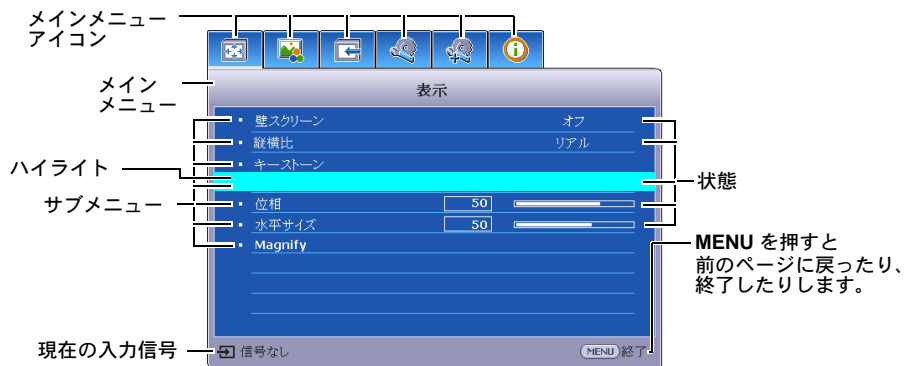 メインメニュー
アイコン
メイン
メニュー
表示
壁スクリーン オフ
縦横比 リアル
キーストーン
ハイライト
状態
サブメニュー
位相 50
水平サイズ 50
Magnify
MENU を押すと
前のページに戻ったり、
終了したりします。
現在の入力信号
信号なし
MENU 終了